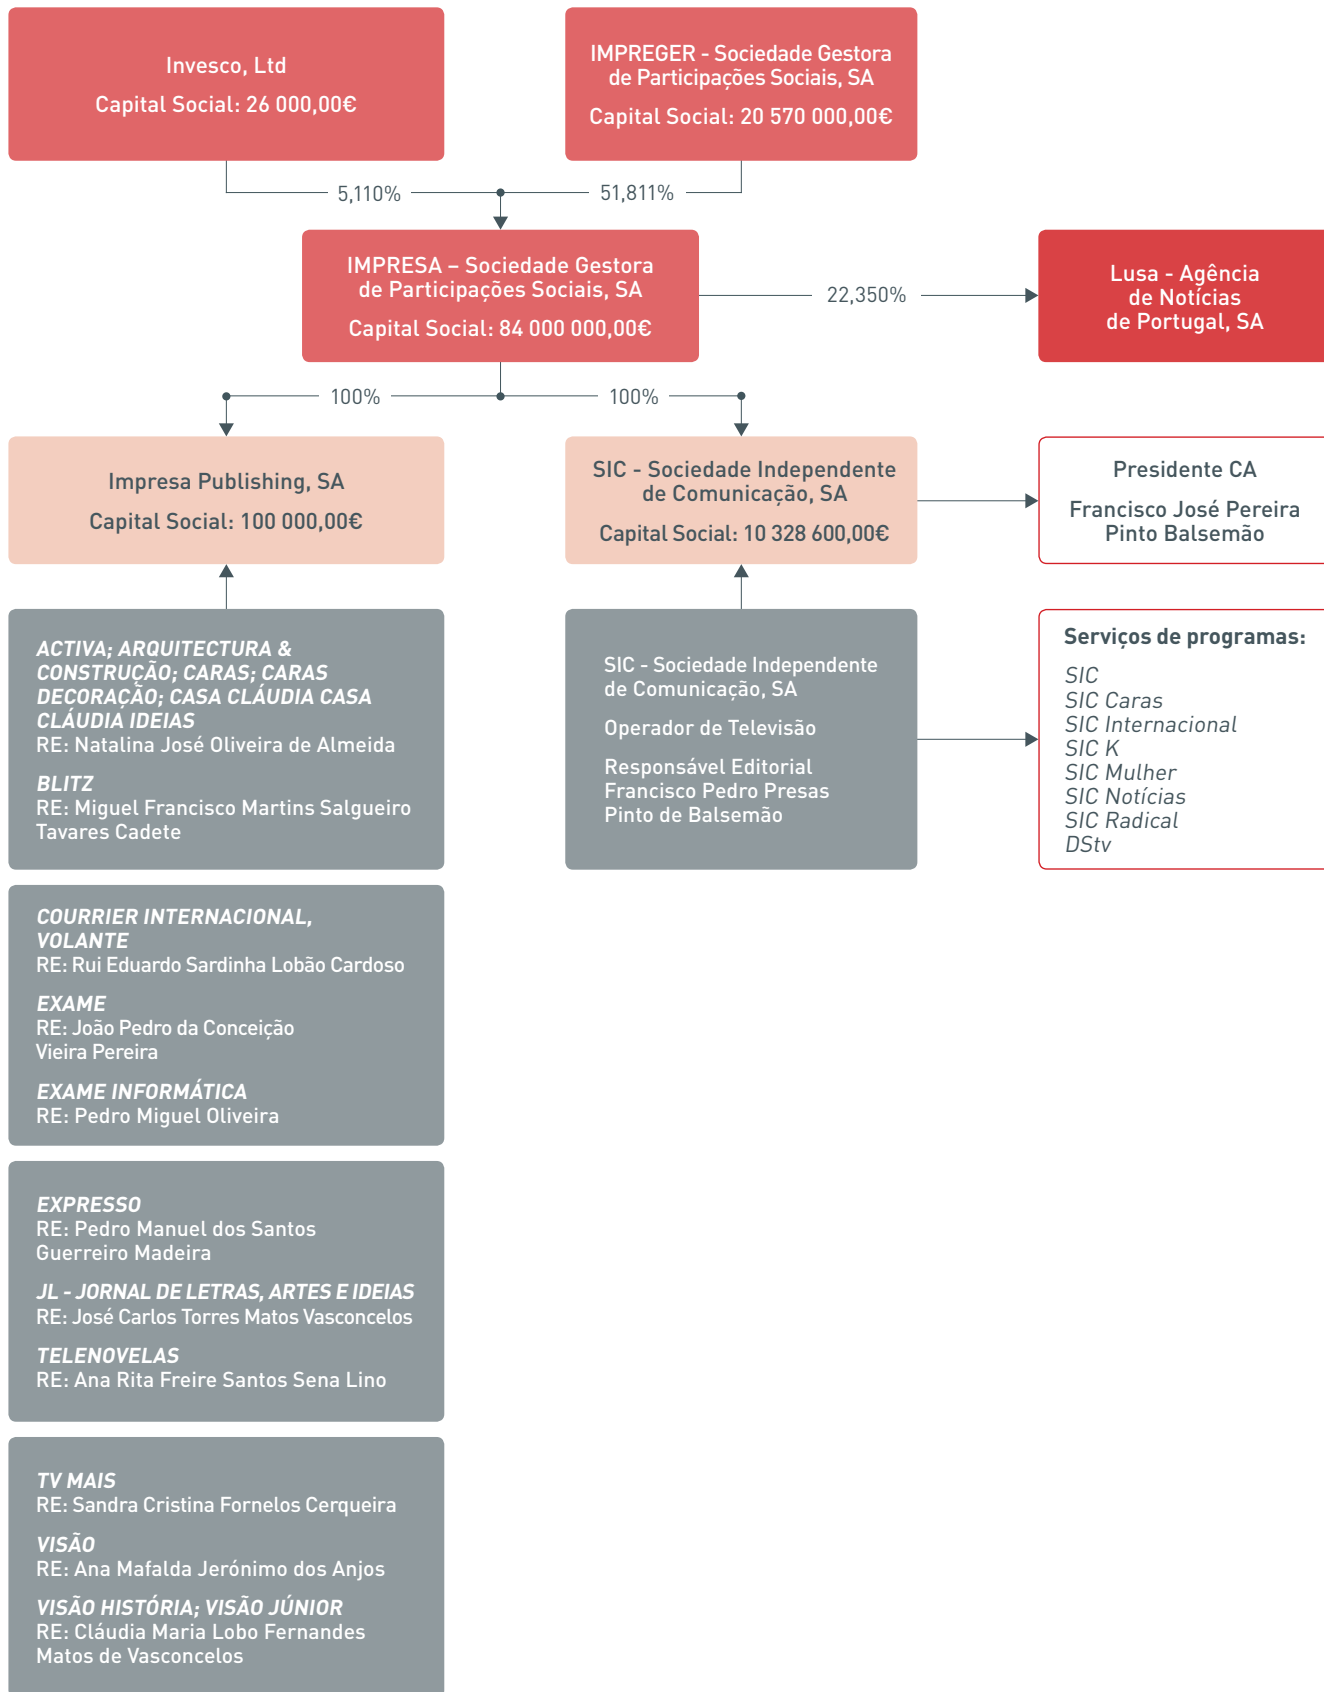 Invesco, Ltd
Capital Social: 26 000,00€
IMPREGER - Sociedade Gestora
de Participações Sociais, SA
Capital Social: 20 570 000,00€
5,110%
51,811%
IMPRESA – Sociedade Gestora
de Participações Sociais, SA
Capital Social: 84 000 000,00€
22,350%
Lusa - Agência
de Notícias
de Portugal, SA
100%
100%
Impresa Publishing, SA
Capital Social: 100 000,00€
SIC - Sociedade Independente
de Comunicação, SA
Capital Social: 10 328 600,00€
Presidente CA
Francisco José Pereira
Pinto Balsemão
ACTIVA; ARQUITECTURA &
CONSTRUÇÃO; CARAS; CARAS
DECORAÇÃO; CASA CLÁUDIA CASA
CLÁUDIA IDEIAS
RE: Natalina José Oliveira de Almeida
BLITZ
RE: Miguel Francisco Martins Salgueiro
Tavares Cadete
SIC - Sociedade Independente
de Comunicação, SA
Operador de Televisão
Responsável Editorial
Francisco Pedro Presas
Pinto de Balsemão
Serviços de programas:
SIC
SIC Caras
SIC Internacional
SIC K
SIC Mulher
SIC Notícias
SIC Radical
DStv
COURRIER INTERNACIONAL,
VOLANTE
RE: Rui Eduardo Sardinha Lobão Cardoso
EXAME
RE: João Pedro da Conceição
Vieira Pereira
EXAME INFORMÁTICA
RE: Pedro Miguel Oliveira
EXPRESSO
RE: Pedro Manuel dos Santos
Guerreiro Madeira
JL - JORNAL DE LETRAS, ARTES E IDEIAS
RE: José Carlos Torres Matos Vasconcelos
TELENOVELAS
RE: Ana Rita Freire Santos Sena Lino
TV MAIS
RE: Sandra Cristina Fornelos Cerqueira
VISÃO
RE: Ana Mafalda Jerónimo dos Anjos
VISÃO HISTÓRIA; VISÃO JÚNIOR
RE: Cláudia Maria Lobo Fernandes
Matos de Vasconcelos